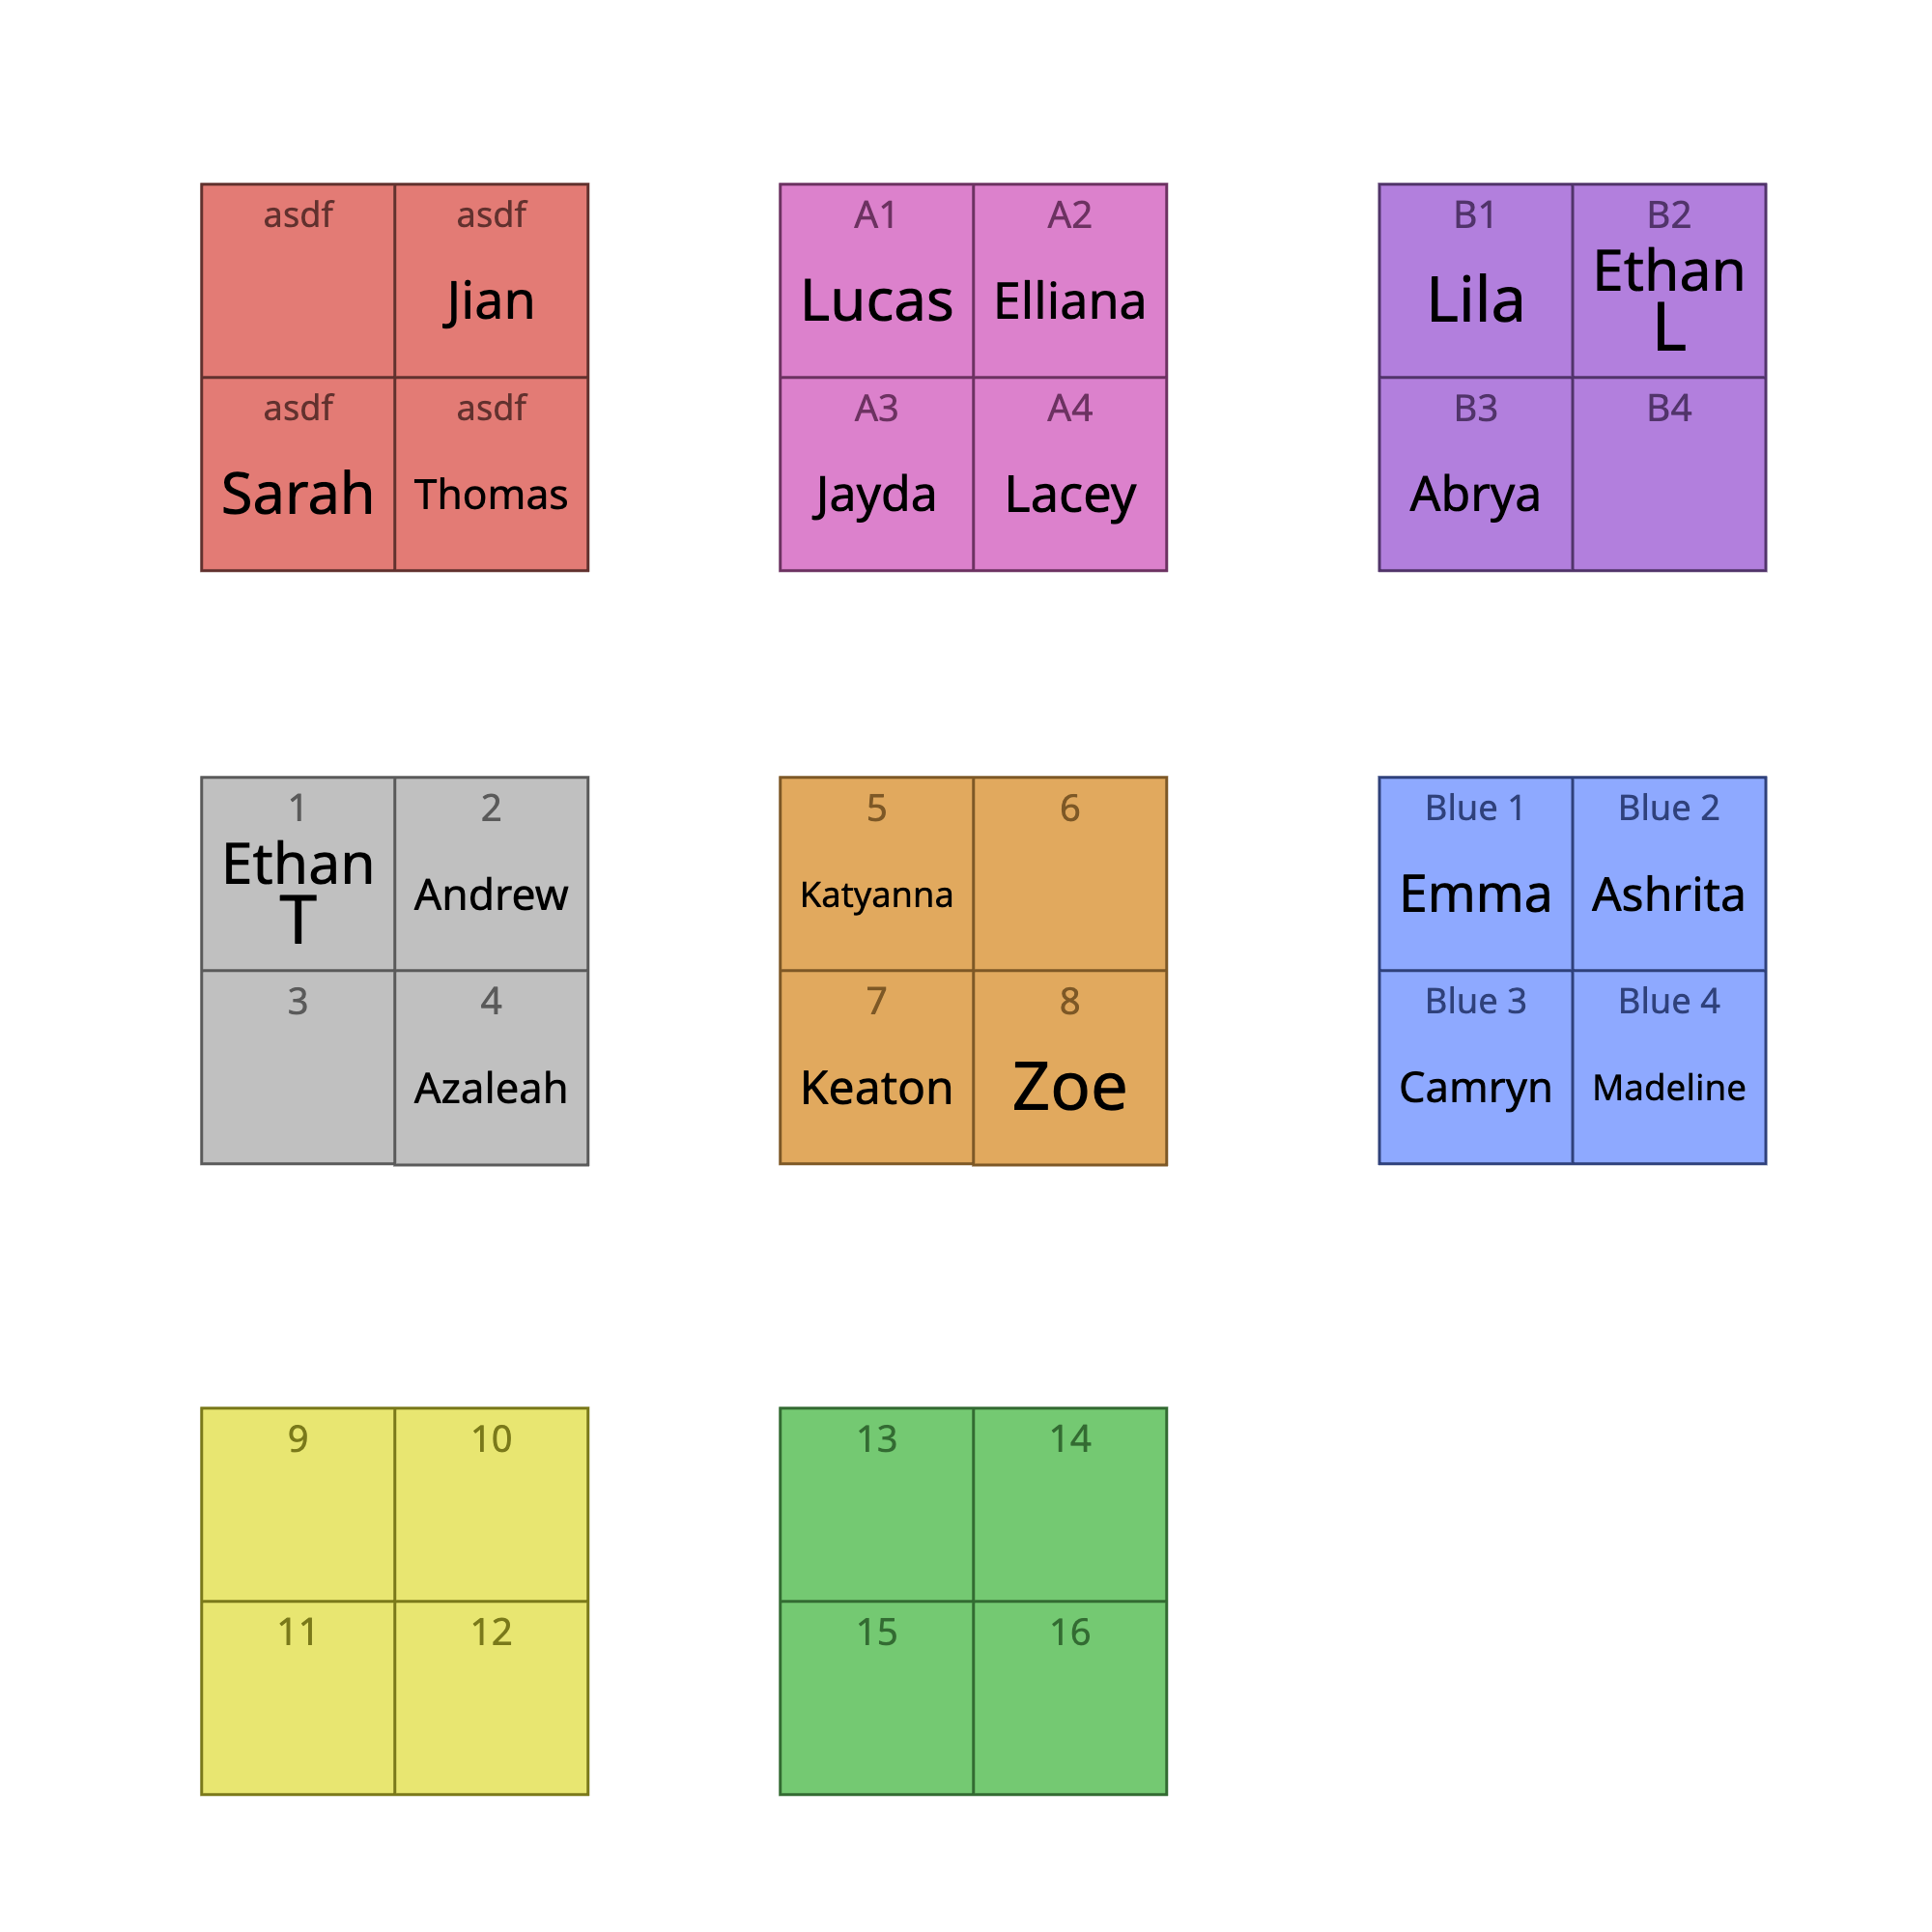 asdf
asdf
Jian
asdf
Sarah
asdf
Thomas
A1
Lucas
A2
Elliana
A3
Jayda
A4
Lacey
B1
Lila
B2
Ethan
L
B3
Abrya
B4
1
Ethan
T
2
Andrew
3
4
Azaleah
5
Katyanna
6
7
Keaton
8
Zoe
Blue 1
Emma
Blue 2
Ashrita
Blue 3
Camryn
Blue 4
Madeline
9
10
11
12
13
14
15
16